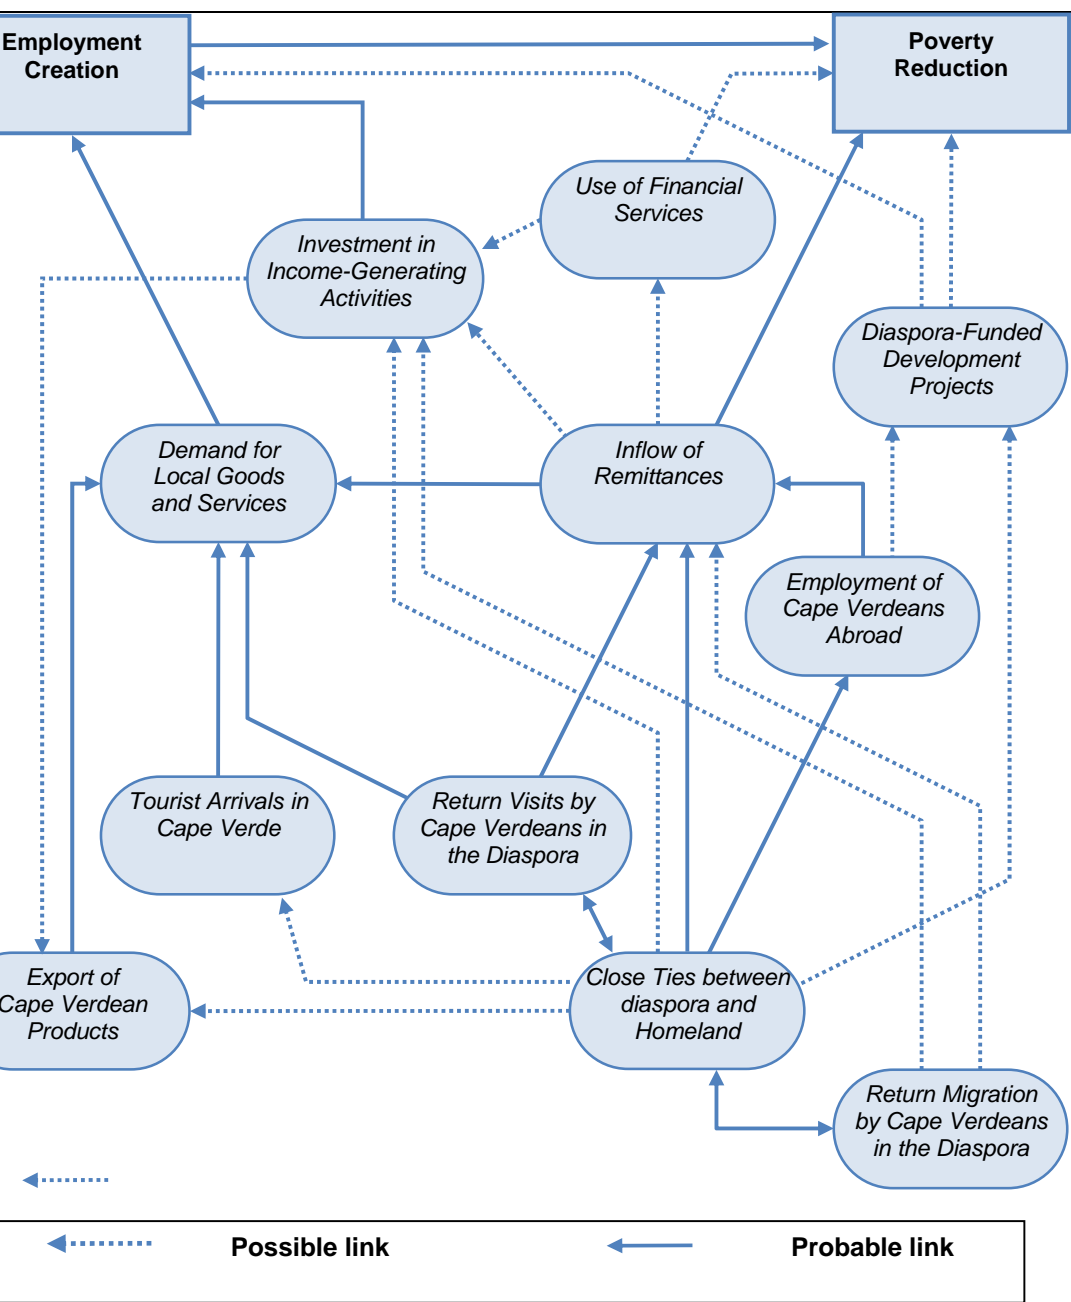 Employment
Creation
Poverty
Reduction
Use of Financial
Services
Investment in
Income-Generating
Activities
Diaspora-Funded
Development
Projects
Demand for
Local Goods
and Services
Inflow of
Remittances
Employment of
Cape Verdeans
Abroad
Tourist Arrivals in
Cape Verde
Return Visits by
Cape Verdeans in
the Diaspora
Export of
Cape Verdean
Products
Close Ties between
diaspora and
Homeland
Return Migration
by Cape Verdeans
in the Diaspora
Possible link
Probable link